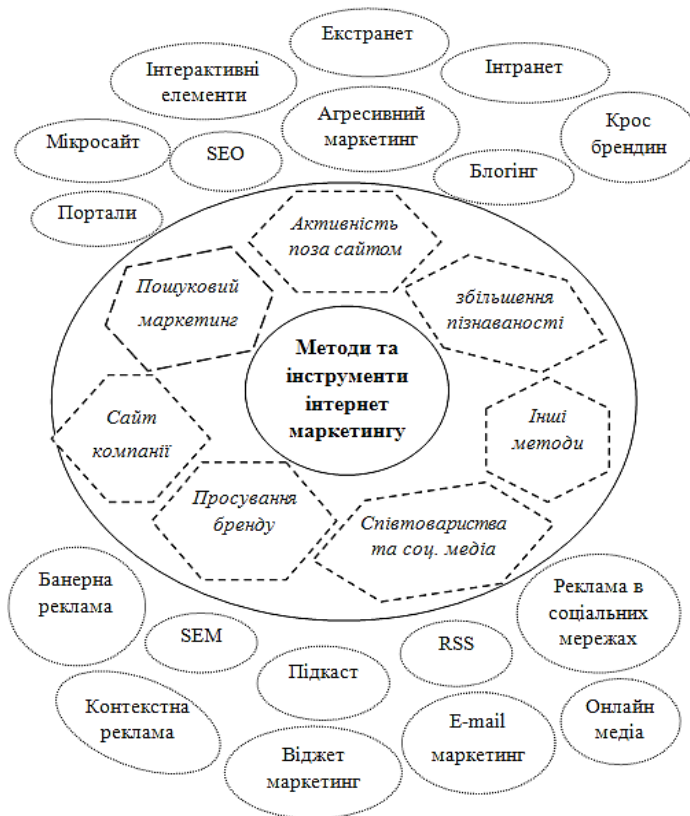 Екстранет
Інтерактивні
елементи
Інтранет
Агресивний
маркетинг
Крос
брендин
Мікросайт
SEO
Блогінг
Портали
Активність
поза сайтом
Пошуковий
маркетинг
збільшення
пізнаваності
Методи та
інструменти
інтернет
маркетингу
Сайт
компанії
Інші
методи
Просування
бренду
Співтовариства
та соц. медіа
Банерна
реклама
Реклама в
соціальних
мережах
SEM
RSS
Підкаст
Контекстна
реклама
E-mail
маркетинг
Онлайн
медіа
Віджет
маркетинг